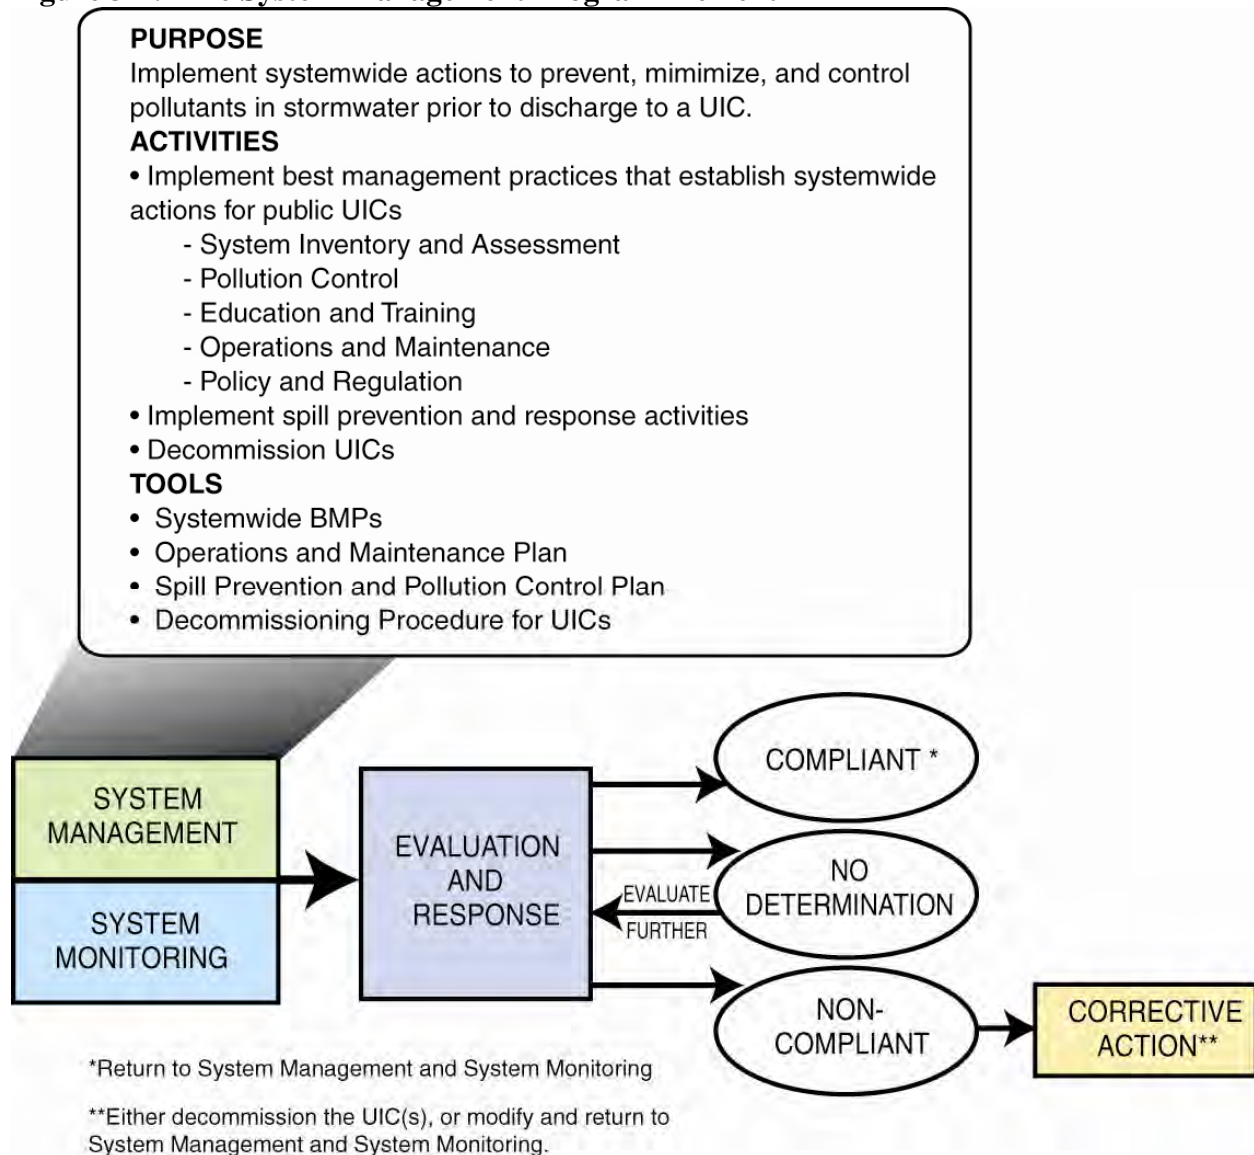 PURPOSE
Implement systemwide actions to prevent, mimimize, and control
pollutants in stormwater prior to discharge to a UIC.
ACTIVITIES
• Implement best management practices that establish systemwide
actions for public UICs
- System Inventory and Assessment
- Pollution Control
- Education and Training
- Operations and Maintenance
- Policy and Regulation
• Implement spill prevention and response activities
• Decommission UICs
TOOLS
• Systemwide BMPs
• Operations and Maintenance Plan
• Spill Prevention and Pollution Control Plan
• Decommissioning Procedure for UICs
SYSTEM
MANAGEMENT
SYSTEM
MONITORING
EVALUATION
AND
RESPONSE
COMPLIANT *
NO
DETERMINATION
EVALUATE
FURTHER
NON-
COMPLIANT
CORRECTIVE
ACTION**
*Return to System Management and System Monitoring
**Either decommission the UIC(s), or modify and return to
System Management and System Monitoring.